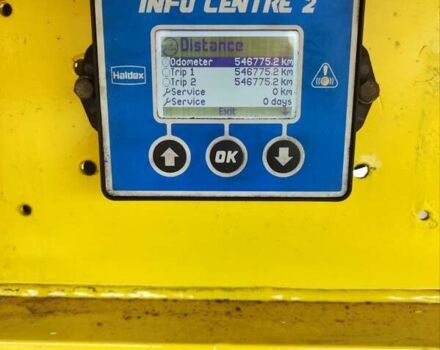 INFO CENTRE 2
Distance
Odometer 546775.2 Km
Trip 1 546775.2 Km
Trip 2 546775.2 Km
Service 0 Km
Service 0 days
Exit
Haldex
OK